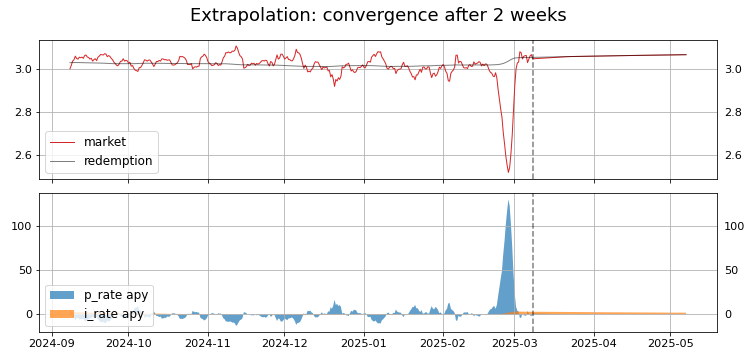 Extrapolation: convergence after 2 weeks
3.0 3.0
2.8 2.8
2.6 2.6
market
redemption
100 100
50 50
0 0
p_rate apy
i_rate apy
2024-09 2024-10 2024-11 2024-12 2025-01 2025-02 2025-03 2025-04 2025-05